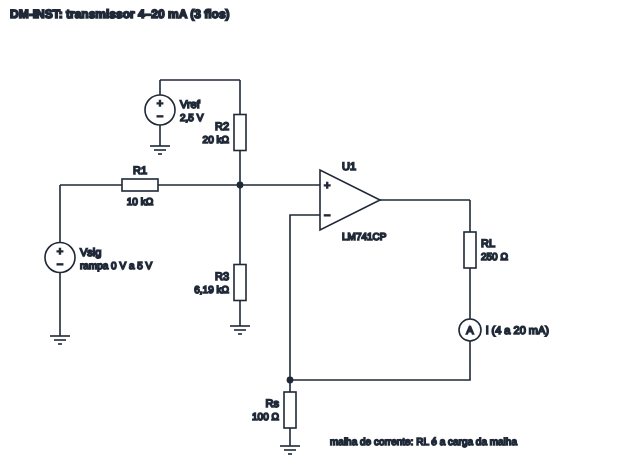 DM-INST: transmissor 4–20 mA (3 fios)
Vref
2,5 V
R2
20 kΩ
R1
10 kΩ
U1
LM741CP
Vsig
rampa 0 V a 5 V
R3
6,19 kΩ
RL
250 Ω
A
I (4 a 20 mA)
Rs
100 Ω
malha de corrente: RL é a carga da malha